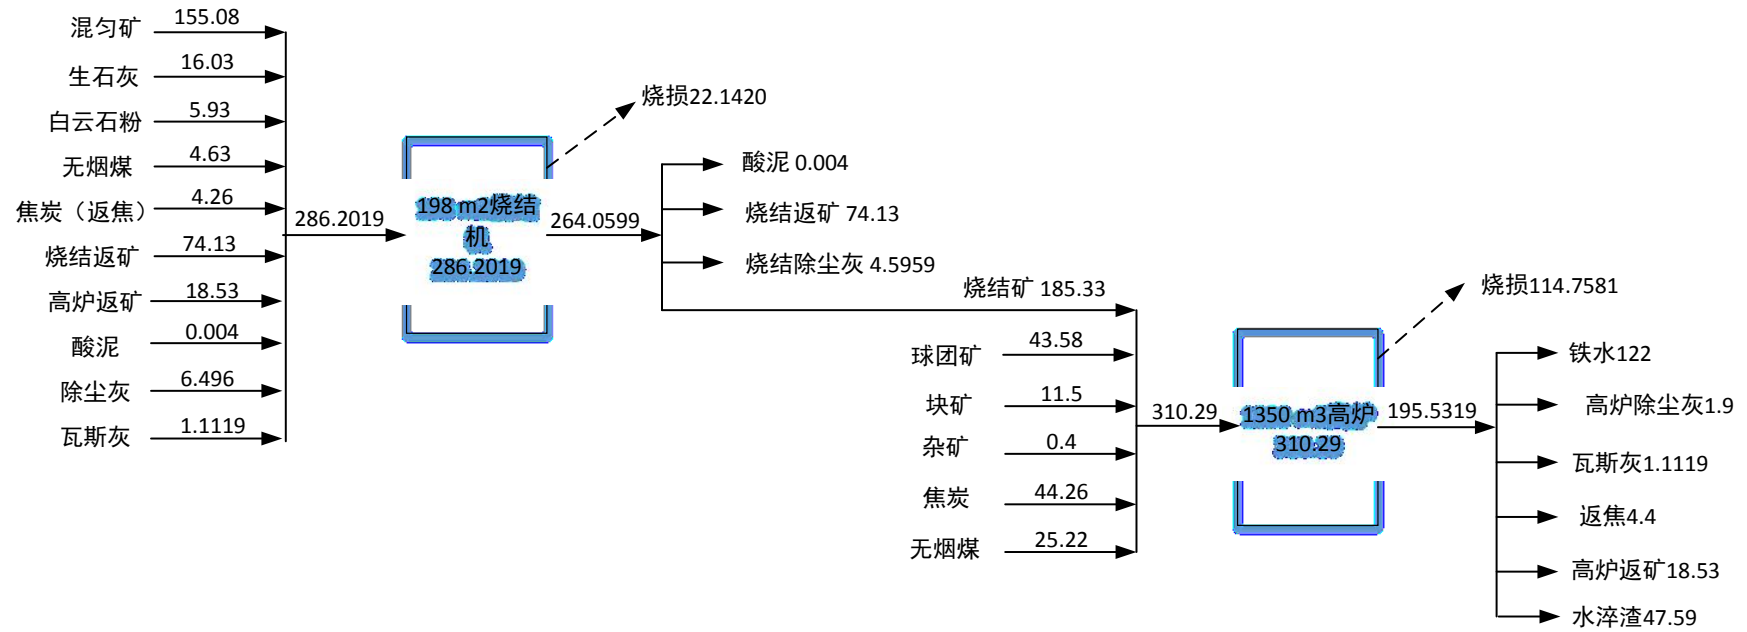 混匀矿 155.08
生石灰 16.03
白云石粉 5.93
无烟煤 4.63
焦炭（返焦） 4.26
烧结返矿 74.13
高炉返矿 18.53
酸泥 0.004
除尘灰 6.496
瓦斯灰 1.1119
286.2019
198 m2烧结
机
286.2019
烧损22.1420
264.0599
酸泥 0.004
烧结返矿 74.13
烧结除尘灰 4.5959
烧结矿 185.33
球团矿 43.58
块矿 11.5
杂矿 0.4
焦炭 44.26
无烟煤 25.22
310.29
1350 m3高炉
310.29
烧损114.7581
195.5319
铁水122
高炉除尘灰1.9
瓦斯灰1.1119
返焦4.4
高炉返矿18.53
水淬渣47.59